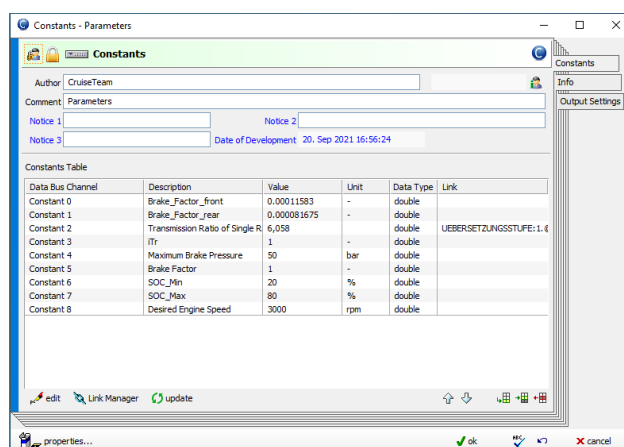 Constants - Parameters
Constants
Constants
Info
Output Settings
Author CruiseTeam
Comment Parameters
Notice 1 Notice 2
Notice 3 Date of Development 20. Sep 2021 16:56:24
Constants Table
Data Bus Channel Description Value Unit Data Type Link
Constant 0 Brake_Factor_front 0.00011583 - double
Constant 1 Brake_Factor_rear 0.000081675 - double
Constant 2 Transmission Ratio of Single R 6,058 double UEBERSETZUNGSSTUFE:1.@
Constant 3 iTr 1 - double
Constant 4 Maximum Brake Pressure 50 bar double
Constant 5 Brake Factor 1 - double
Constant 6 SOC_Min 20 % double
Constant 7 SOC_Max 80 % double
Constant 8 Desired Engine Speed 3000 rpm double
edit Link Manager update
properties... ok ABC cancel